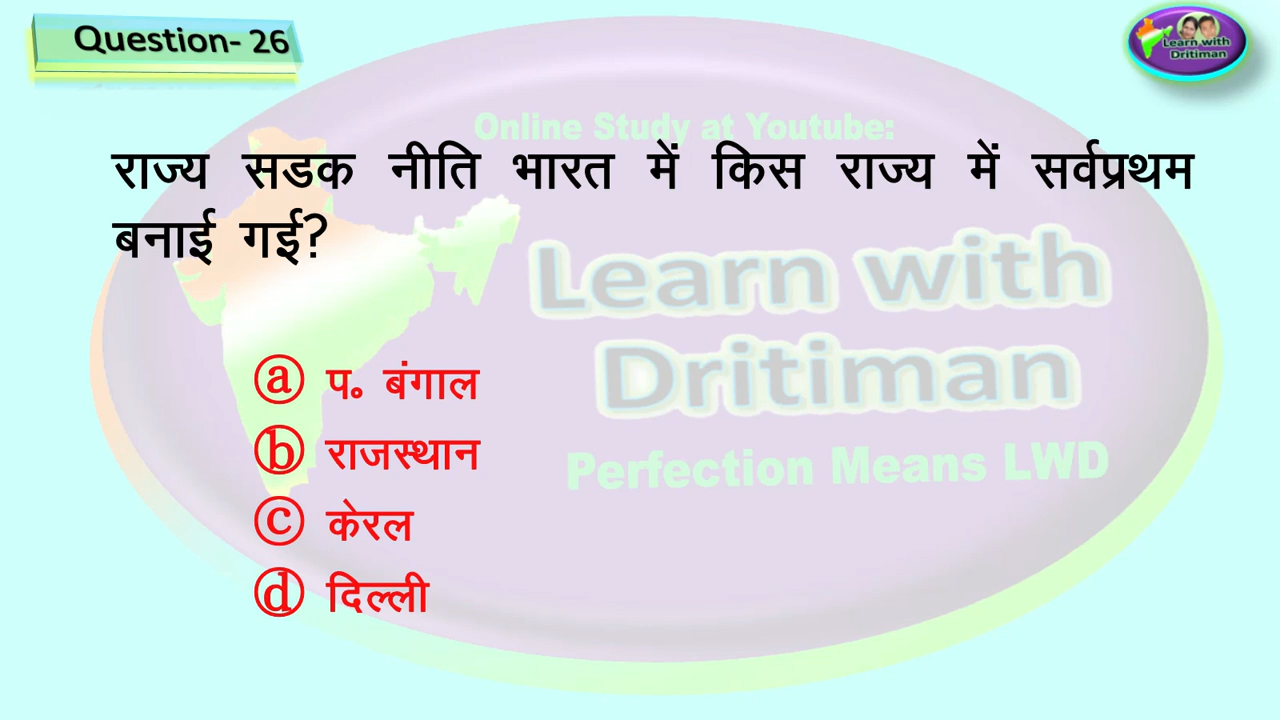 Question- 26
Learn with
Dritiman
Online Study at Youtube:
राज्य सडक नीति भारत में किस राज्य में सर्वप्रथम
बनाई गई?
Learn with
Dritiman
Perfection Means LWD
ⓐ प॰ बंगाल
ⓑ राजस्थान
ⓒ केरल
ⓓ दिल्ली